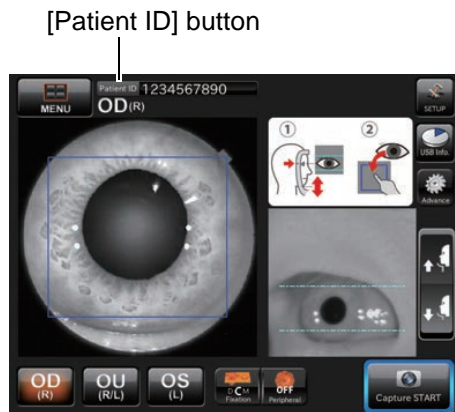 [Patient ID] button
Patient ID 1234567890
MENU
OD(R)
SETUP
① ②
USB Info.
Advance
OD
(R)
OU
(R/L)
OS
(L)
D C M
Fixation
OFF
Peripheral
Capture START